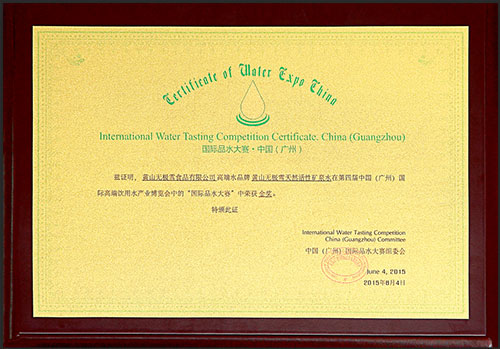 Certificate of Water Expo China
International Water Tasting Competition Certificate. China (Guangzhou)
国际品水大赛·中国（广州）
兹证明，黄山无极雪食品有限公司高端水品牌 黄山无极雪天然活性矿泉水在第四届中国（广州）国
际高端饮用水产业博览会中的“国际品水大赛”中荣获 金奖。
特颁此证
International Water Tasting Competition
China (Guangzhou) Committee
中国（广州）国际品水大赛组委会
June 4, 2015
2015年6月4日